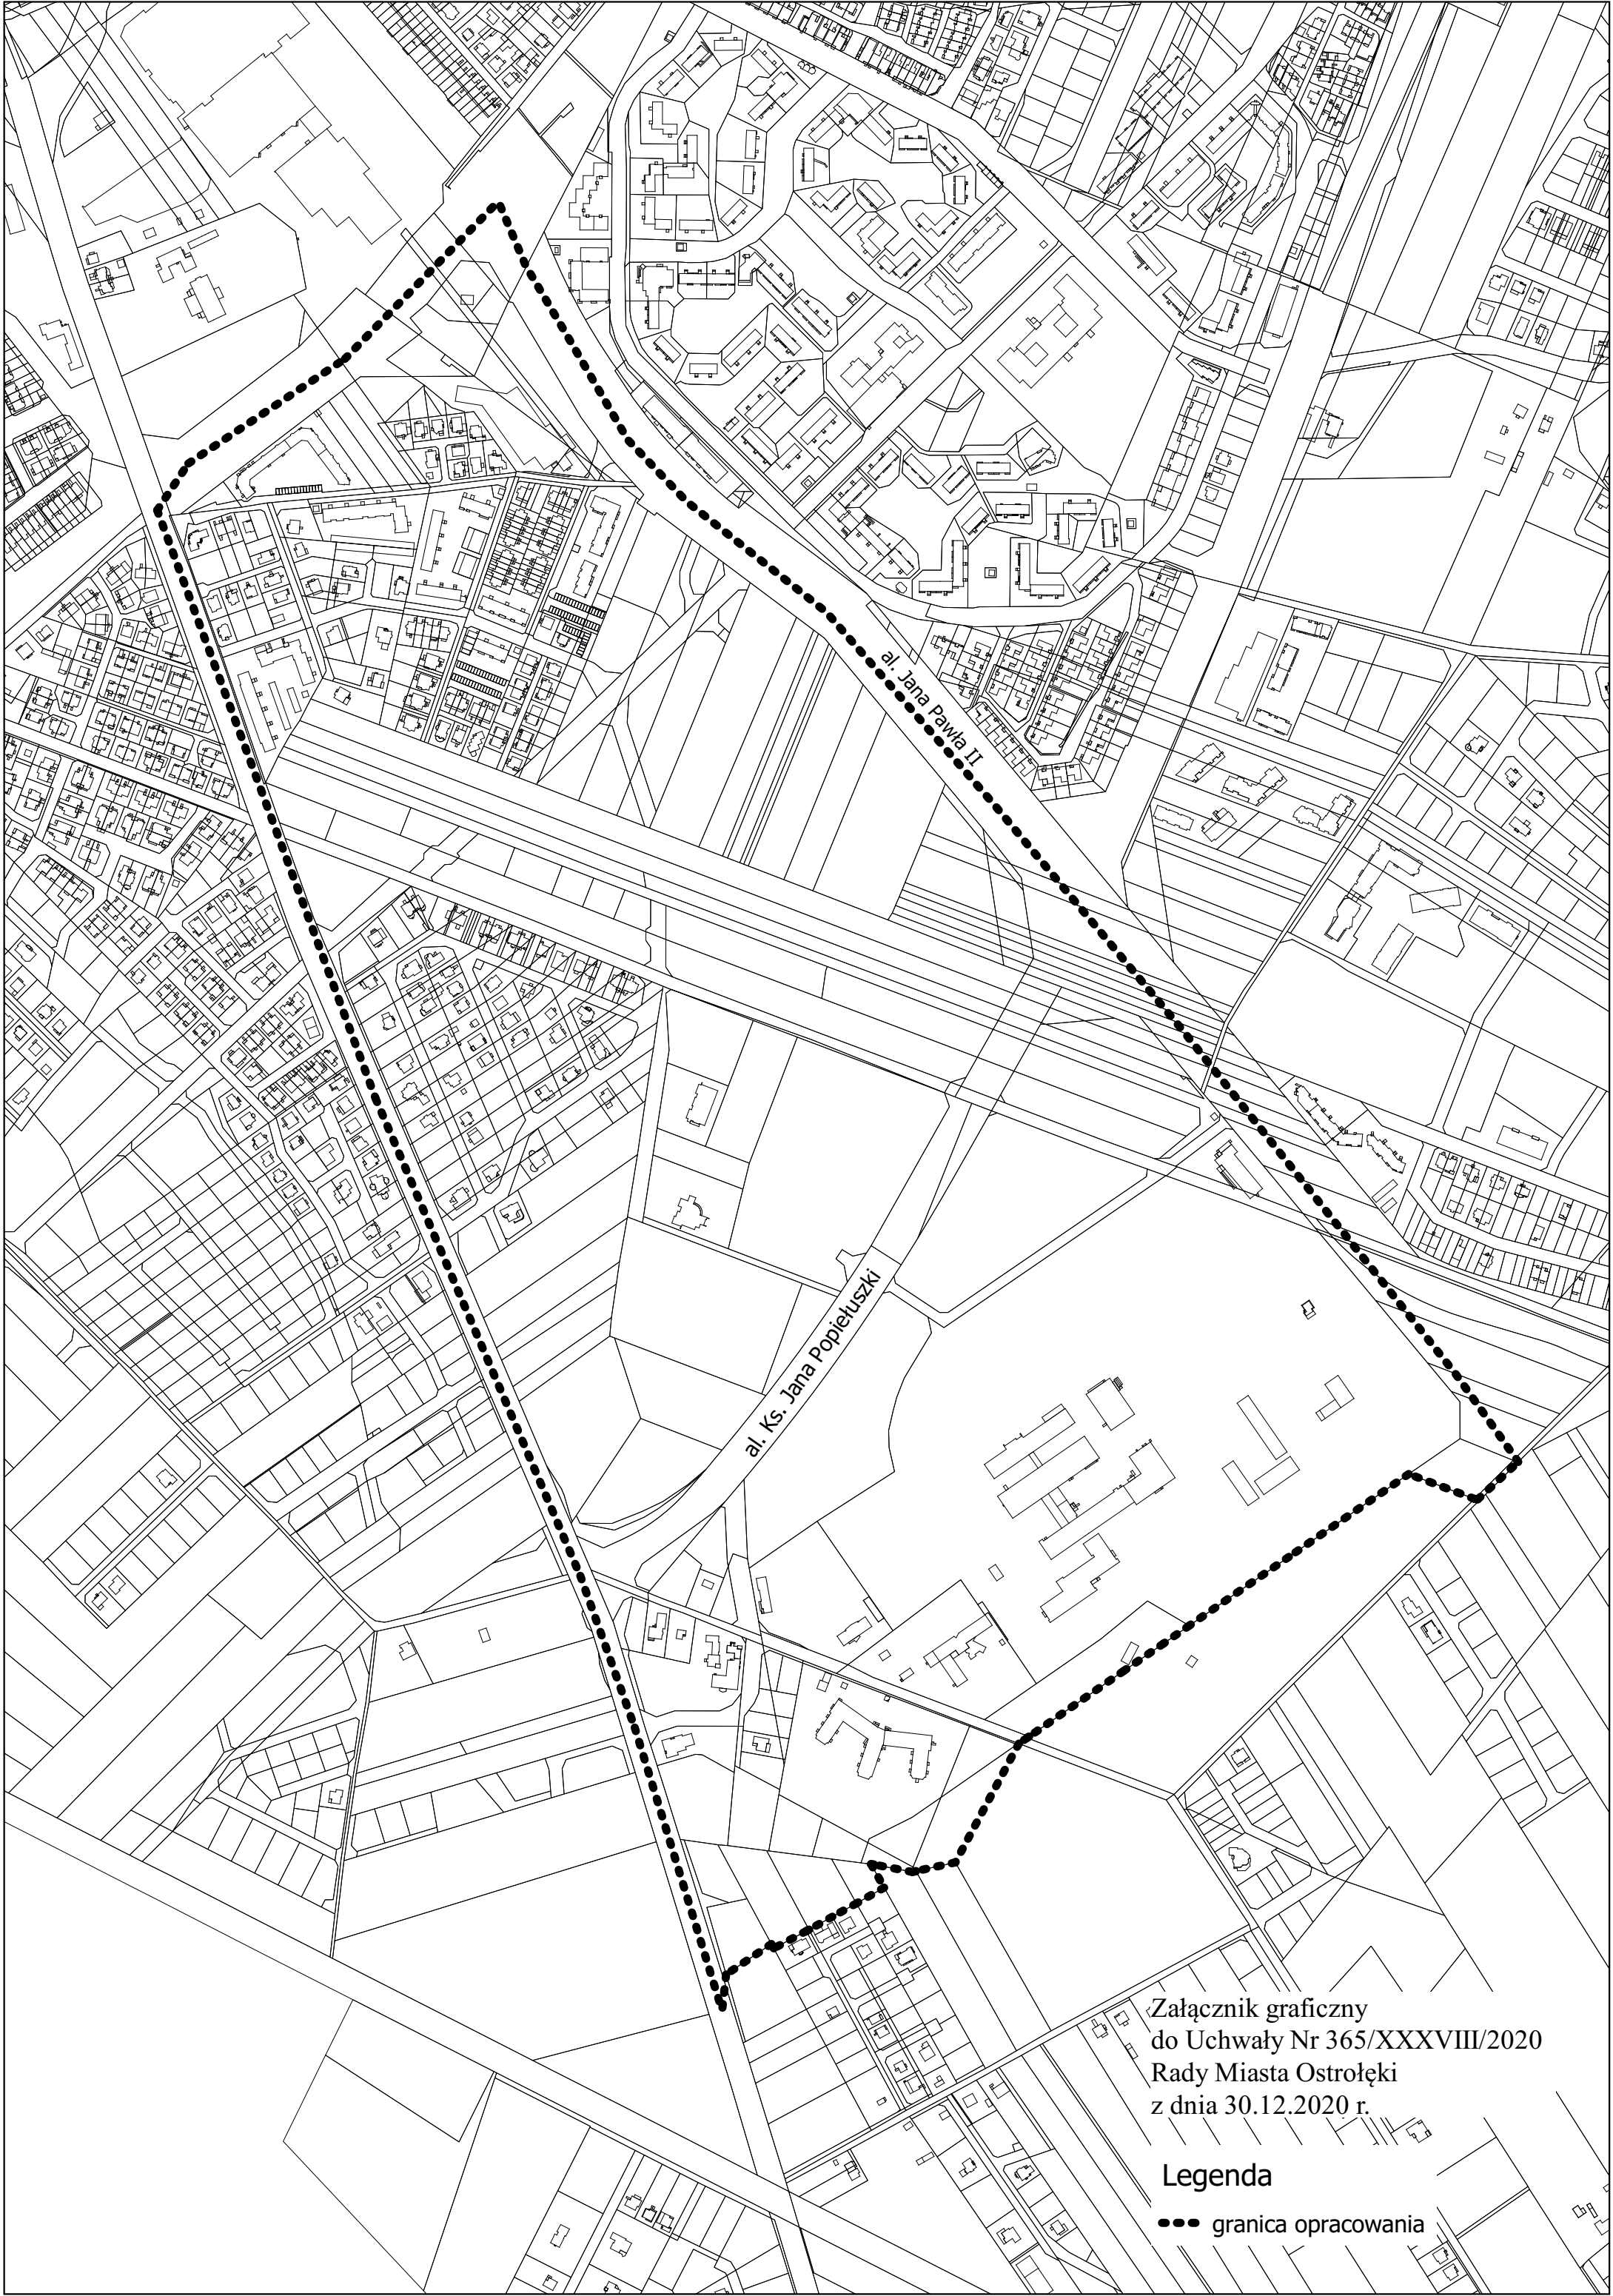 al. Jana Pawła II
al. Ks. Jana Popiełuszki
Załącznik graficzny
do Uchwały Nr 365/XXXVIII/2020
Rady Miasta Ostrołęki
z dnia 30.12.2020 r.
Legenda
granica opracowania